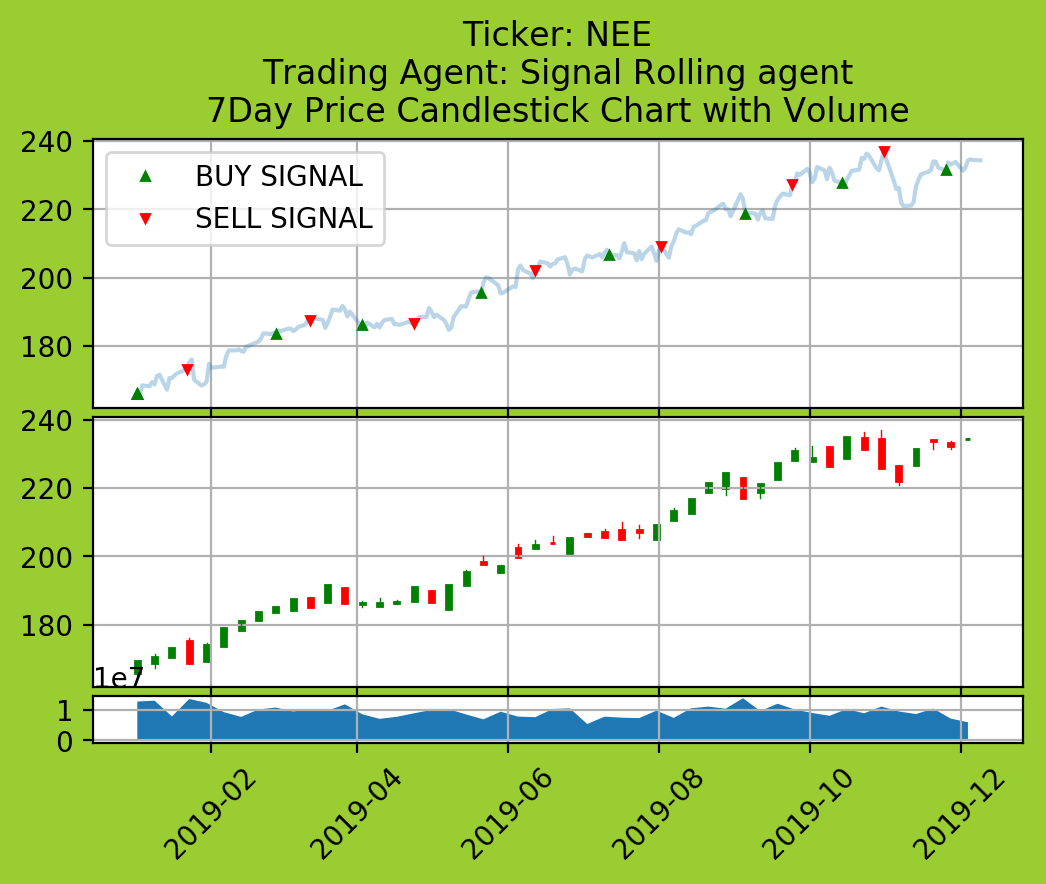 Ticker: NEE
Trading Agent: Signal Rolling agent
7Day Price Candlestick Chart with Volume
240
220
200
180
BUY SIGNAL
SELL SIGNAL
240
220
200
180
1e7
1
0
2019-02
2019-04
2019-06
2019-08
2019-10
2019-12